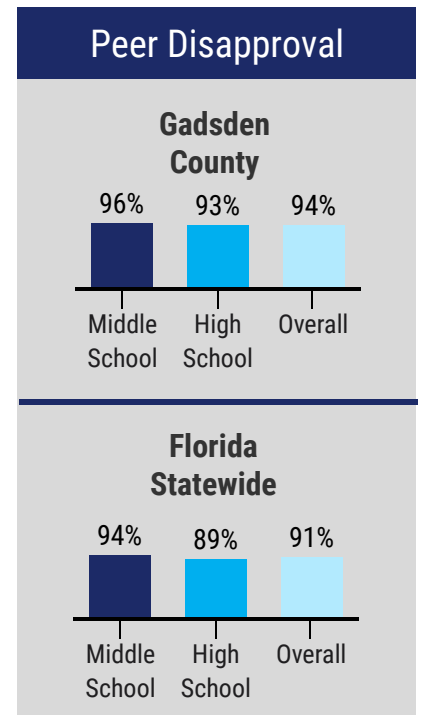 Peer Disapproval
Gadsden
County
96% 93% 94%
Middle High Overall
School School
Florida
Statewide
94% 89% 91%
Middle High Overall
School School